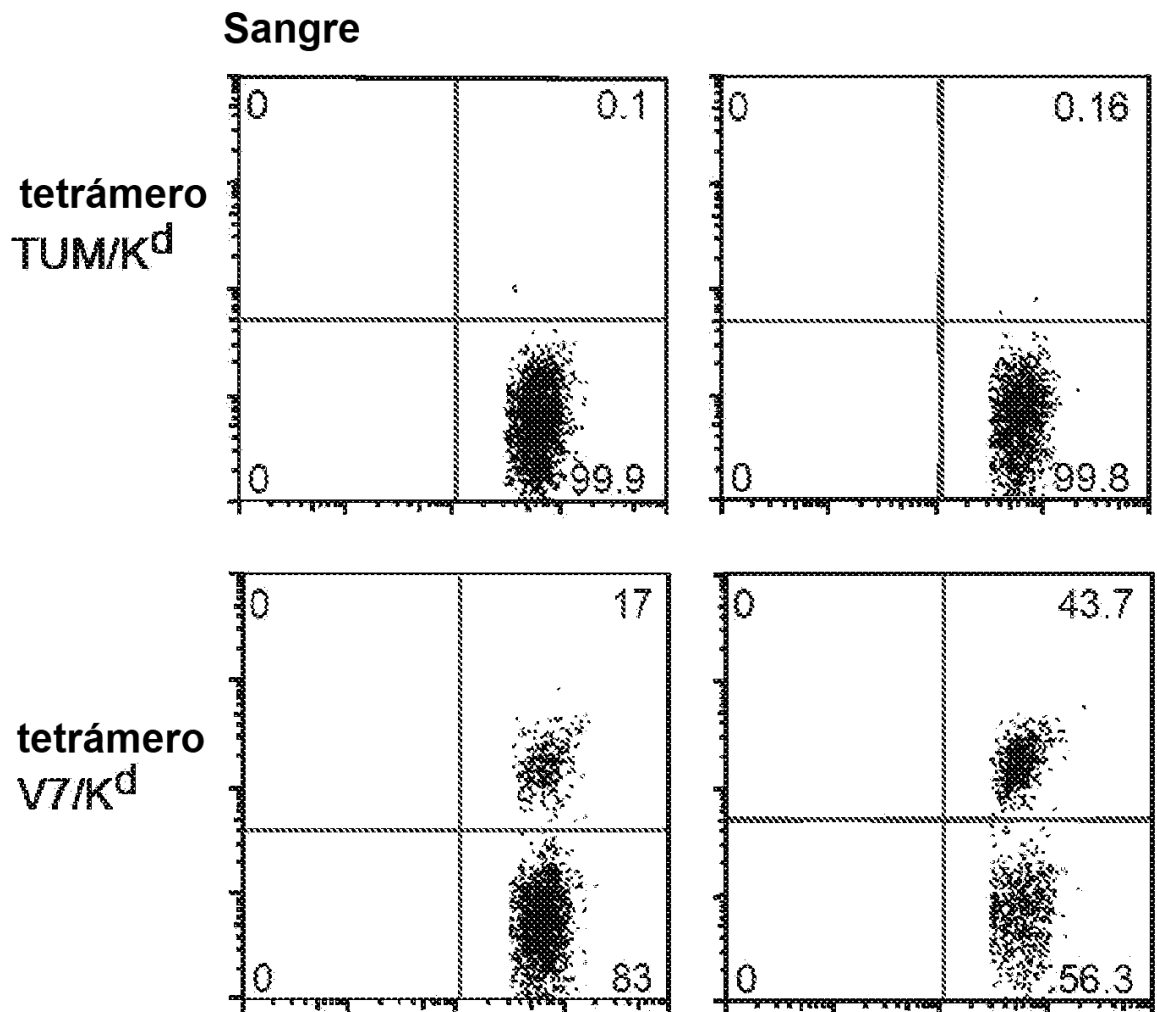 Sangre
0 0.1
0 99.9
0 0.16
0 99.8
tetrámero
TUM/Kd
0 17
0 83
0 43.7
0 56.3
tetrámero
V7/Kd